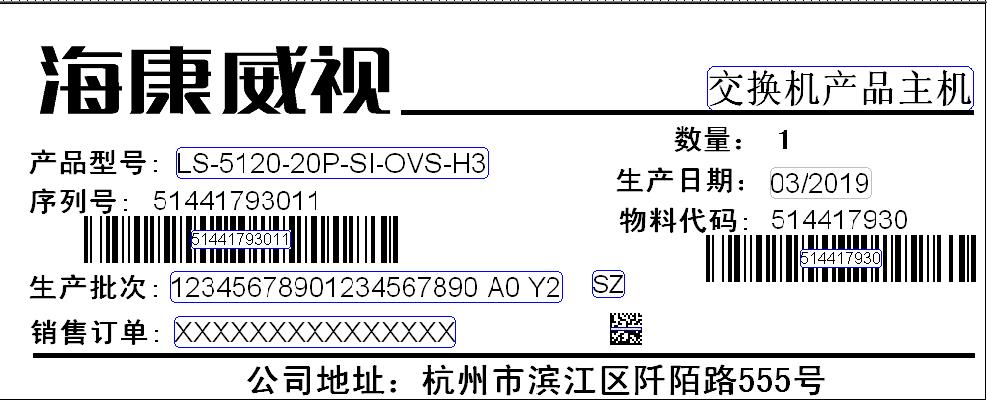 海康威视
交换机产品主机
数量： 1
产品型号: LS-5120-20P-SI-OVS-H3
生产日期： 03/2019
序列号: 51441793011
物料代码: 514417930
51441793011
514417930
生产批次: 12345678901234567890 A0 Y2 SZ
销售订单: XXXXXXXXXXXXXXX
公司地址：杭州市滨江区阡陌路555号